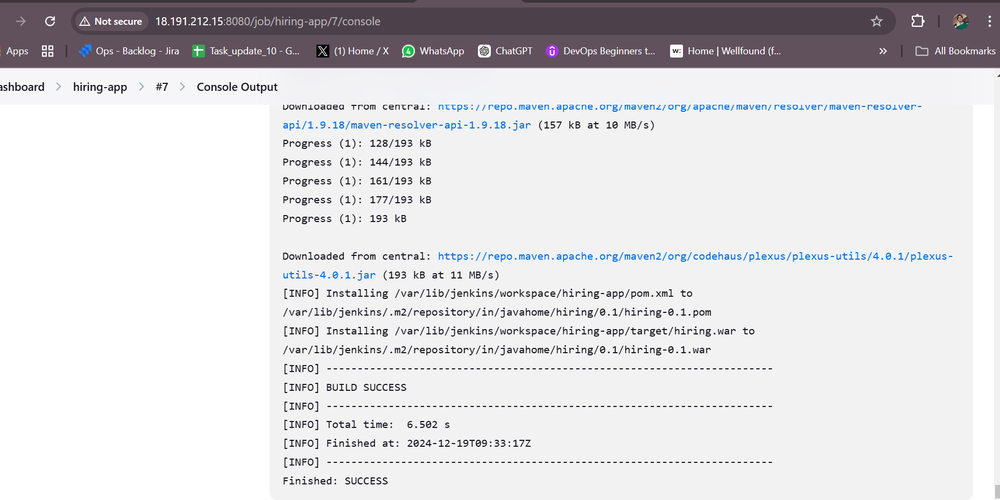 Not secure
18.191.212.15:8080/job/hiring-app/7/console
Apps
Ops - Backlog - Jira
Task_update_10 - G...
(1) Home / X
4
WhatsApp
ChatGPT
DevOps Beginners t...
w:
Home | Wellfound (f...
»
All Bookmarks
ashboard > hiring-app > #7 > Console Output
Downloaded from central: https://repo.maven.apache.org/maven2/org/apache/maven/resolver/maven-resolver-
api/1.9.18/maven-resolver-api-1.9.18.jar (157 kB at 10 MB/s)
Progress (1): 128/193 kB
Progress (1): 144/193 kB
Progress (1): 161/193 kB
Progress (1): 177/193 kB
Progress (1): 193 kB
Downloaded from central: https://repo.maven.apache.org/maven2/org/codehaus/plexus/plexus-utils/4.0.1/plexus-
utils-4.0.1.jar (193 kB at 11 MB/s)
[INFO] Installing /var/lib/jenkins/workspace/hiring-app/pom.xml to
/var/lib/jenkins/.m2/repository/in/javahome/hiring/0.1/hiring-0.1.pom
[INFO] Installing /var/lib/jenkins/workspace/hiring-app/target/hiring.war to
/var/lib/jenkins/.m2/repository/in/javahome/hiring/0.1/hiring-0.1.war
[INFO] ------------------------------------------------------------------------
[INFO] BUILD SUCCESS
[INFO] ------------------------------------------------------------------------
[INFO] Total time:  6.502 s
[INFO] Finished at: 2024-12-19T09:33:17Z
[INFO] ------------------------------------------------------------------------
Finished: SUCCESS